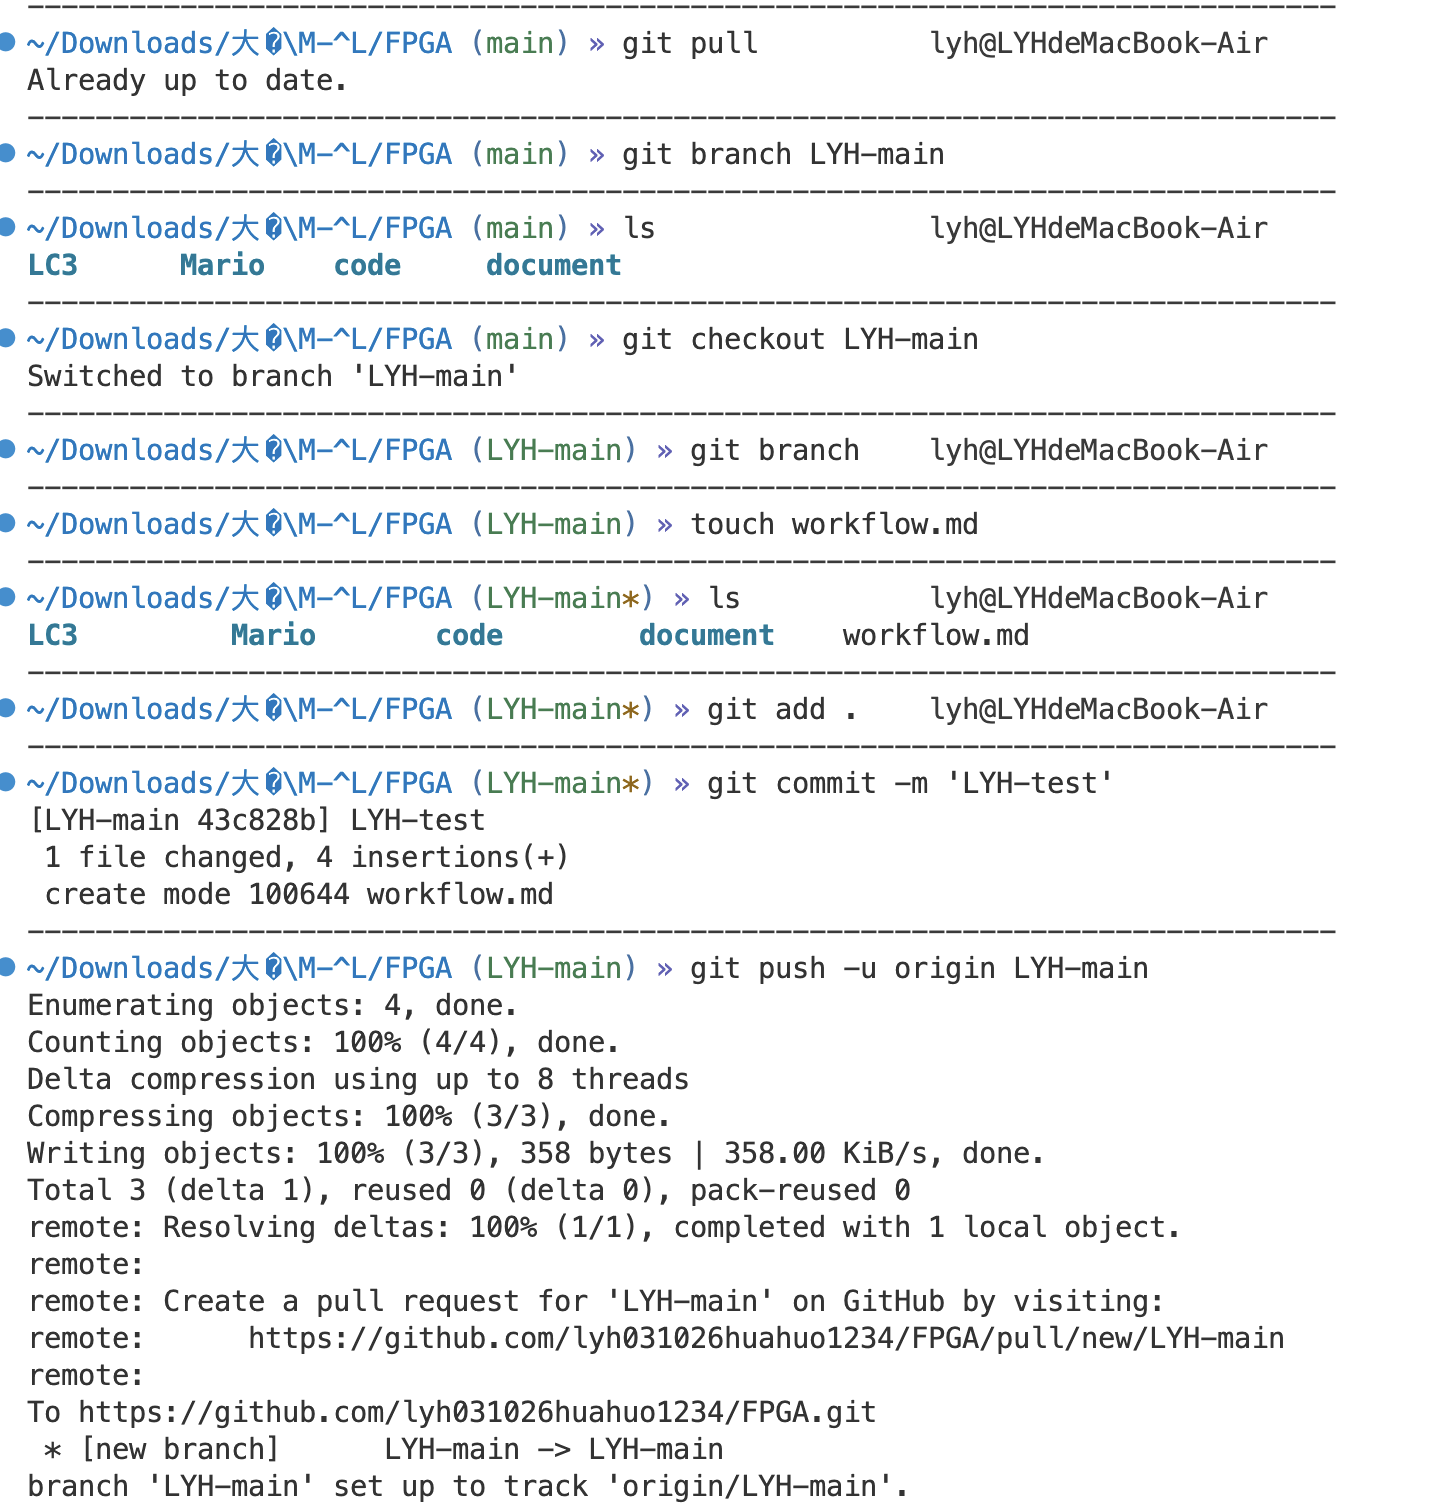 ~/Downloads/大�\M-^L/FPGA (main) » git pull lyh@LYHdeMacBook-Air
Already up to date.
~/Downloads/大�\M-^L/FPGA (main) » git branch LYH-main
~/Downloads/大�\M-^L/FPGA (main) » ls lyh@LYHdeMacBook-Air
LC3 Mario code document
~/Downloads/大�\M-^L/FPGA (main) » git checkout LYH-main
Switched to branch 'LYH-main'
~/Downloads/大�\M-^L/FPGA (LYH-main) » git branch lyh@LYHdeMacBook-Air
~/Downloads/大�\M-^L/FPGA (LYH-main) » touch workflow.md
~/Downloads/大�\M-^L/FPGA (LYH-main*) » ls lyh@LYHdeMacBook-Air
LC3 Mario code document workflow.md
~/Downloads/大�\M-^L/FPGA (LYH-main*) » git add . lyh@LYHdeMacBook-Air
~/Downloads/大�\M-^L/FPGA (LYH-main*) » git commit -m 'LYH-test'
[LYH-main 43c828b] LYH-test
1 file changed, 4 insertions(+)
create mode 100644 workflow.md
~/Downloads/大�\M-^L/FPGA (LYH-main) » git push -u origin LYH-main
Enumerating objects: 4, done.
Counting objects: 100% (4/4), done.
Delta compression using up to 8 threads
Compressing objects: 100% (3/3), done.
Writing objects: 100% (3/3), 358 bytes | 358.00 KiB/s, done.
Total 3 (delta 1), reused 0 (delta 0), pack-reused 0
remote: Resolving deltas: 100% (1/1), completed with 1 local object.
remote:
remote: Create a pull request for 'LYH-main' on GitHub by visiting:
remote: https://github.com/lyh031026huahuo1234/FPGA/pull/new/LYH-main
remote:
To https://github.com/lyh031026huahuo1234/FPGA.git
* [new branch] LYH-main -> LYH-main
branch 'LYH-main' set up to track 'origin/LYH-main'.